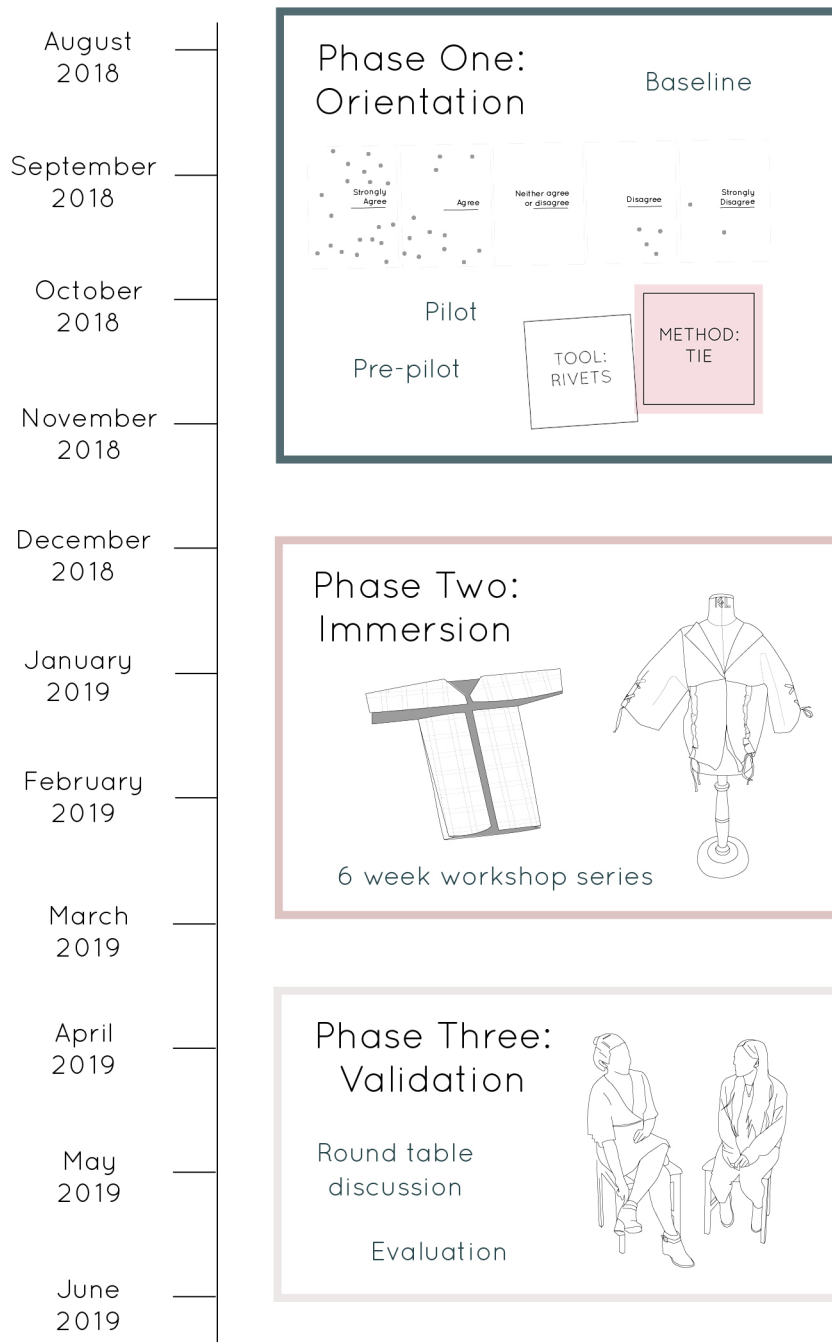 August
2018
September
2018
October
2018
November
2018
December
2018
January
2019
February
2019
March
2019
April
2019
May
2019
June
2019
Phase One:
Orientation
Baseline
Strongly
Agree
Agree
Neither agree
or disagree
Disagree
Strongly
Disagree
Pilot
Pre-pilot
TOOL:
RIVETS
METHOD:
TIE
Phase Two:
Immersion
6 week workshop series
Phase Three:
Validation
Round table
discussion
Evaluation